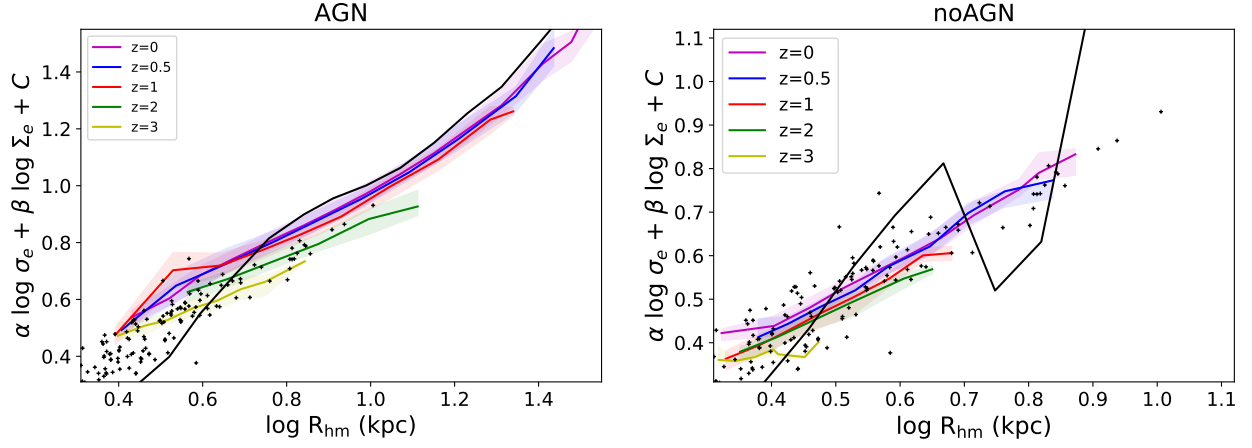 AGN
α log σₑ + β log Σₑ + C
1.4
1.2
1.0
0.8
0.6
0.4
z=0
z=0.5
z=1
z=2
z=3
0.4 0.6 0.8 1.0 1.2 1.4
log Rₕₘ (kpc)
noAGN
α log σₑ + β log Σₑ + C
1.1
1.0
0.9
0.8
0.7
0.6
0.5
0.4
z=0
z=0.5
z=1
z=2
z=3
0.4 0.5 0.6 0.7 0.8 0.9 1.0 1.1
log Rₕₘ (kpc)